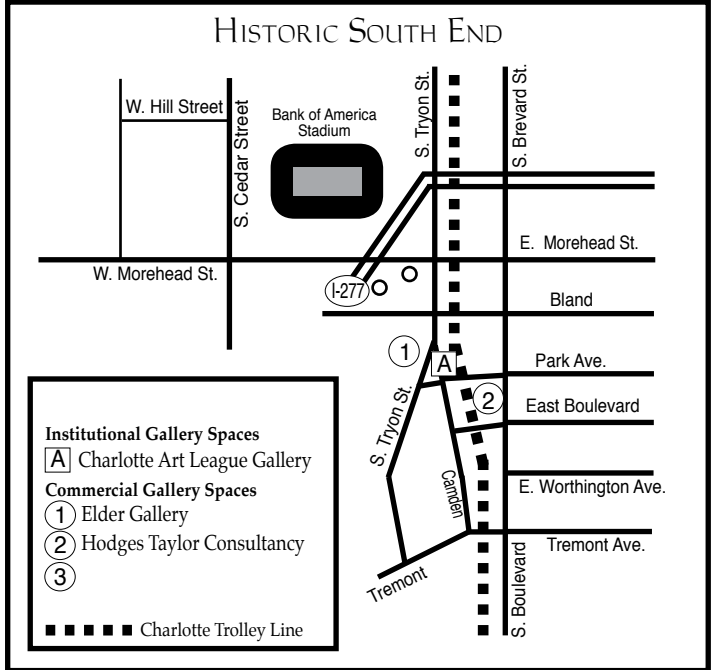 HISTORIC SOUTH END
W. Hill Street
S. Cedar Street
Bank of America
Stadium
S. Tryon St.
S. Brevard St.
E. Morehead St.
W. Morehead St.
I-277
Bland
1
A
Park Ave.
2
East Boulevard
S. Tryon St.
Camden
E. Worthington Ave.
Tremont Ave.
Tremont
S. Boulevard
Institutional Gallery Spaces
A Charlotte Art League Gallery
Commercial Gallery Spaces
1 Elder Gallery
2 Hodges Taylor Consultancy
3
Charlotte Trolley Line